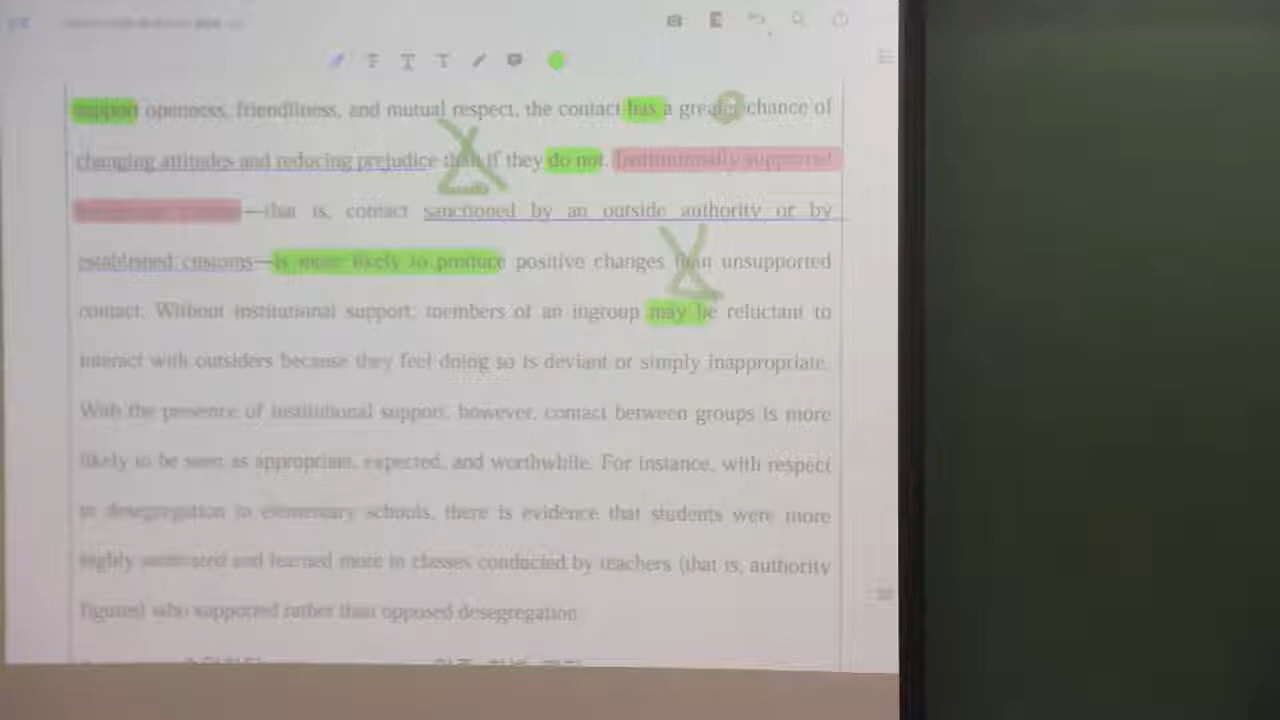 support openness, friendliness, and mutual respect, the contact has a greater chance of
changing attitudes and reducing prejudice than if they do not. Institutionally supported
—that is, contact sanctioned by an outside authority or by
established customs—is more likely to produce positive changes than unsupported
contact. Without institutional support, members of an ingroup may be reluctant to
interact with outsiders because they feel doing so is deviant or simply inappropriate.
With the presence of institutional support, however, contact between groups is more
likely to be seen as appropriate, expected, and worthwhile. For instance, with respect
to desegregation in elementary schools, there is evidence that students were more
highly motivated and learned more in classes conducted by teachers (that is, authority
figures) who supported rather than opposed desegregation.